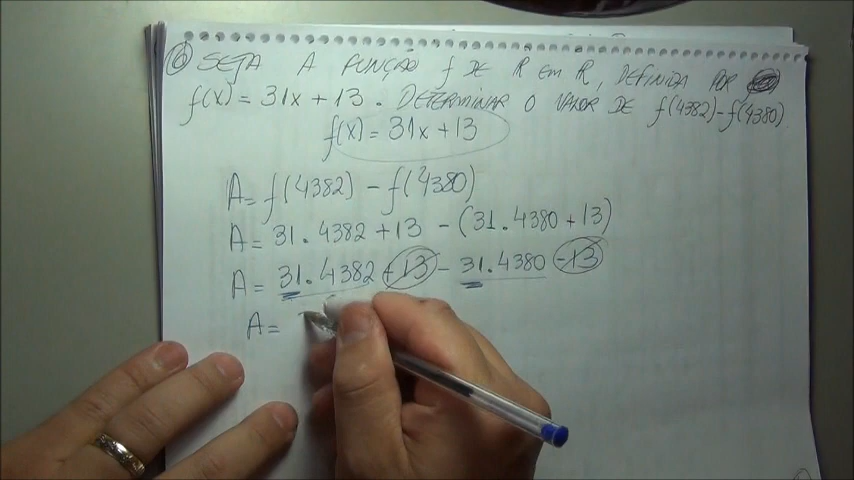 6 SEJA A FUNÇÃO f DE R EM R, DEFINIDA POR
f(x) = 31x + 13. DETERMINAR O VALOR DE f(4382) - f(4380)
f(x) = 31x + 13
A = f(4382) - f(4380)
A = 31. 4382 + 13 - (31. 4380 + 13)
A = 31. 4382 + 13 - 31. 4380 - 13
A =